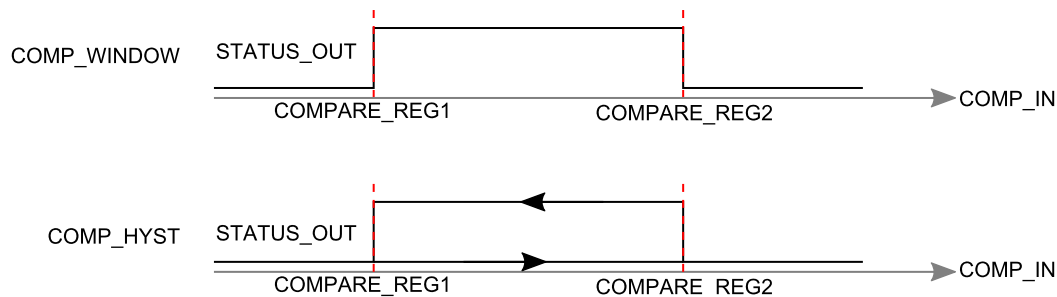 COMP_WINDOW STATUS_OUT
COMPARE_REG1 COMPARE_REG2 COMP_IN
COMP_HYST STATUS_OUT
COMPARE_REG1 COMPARE REG2 COMP_IN